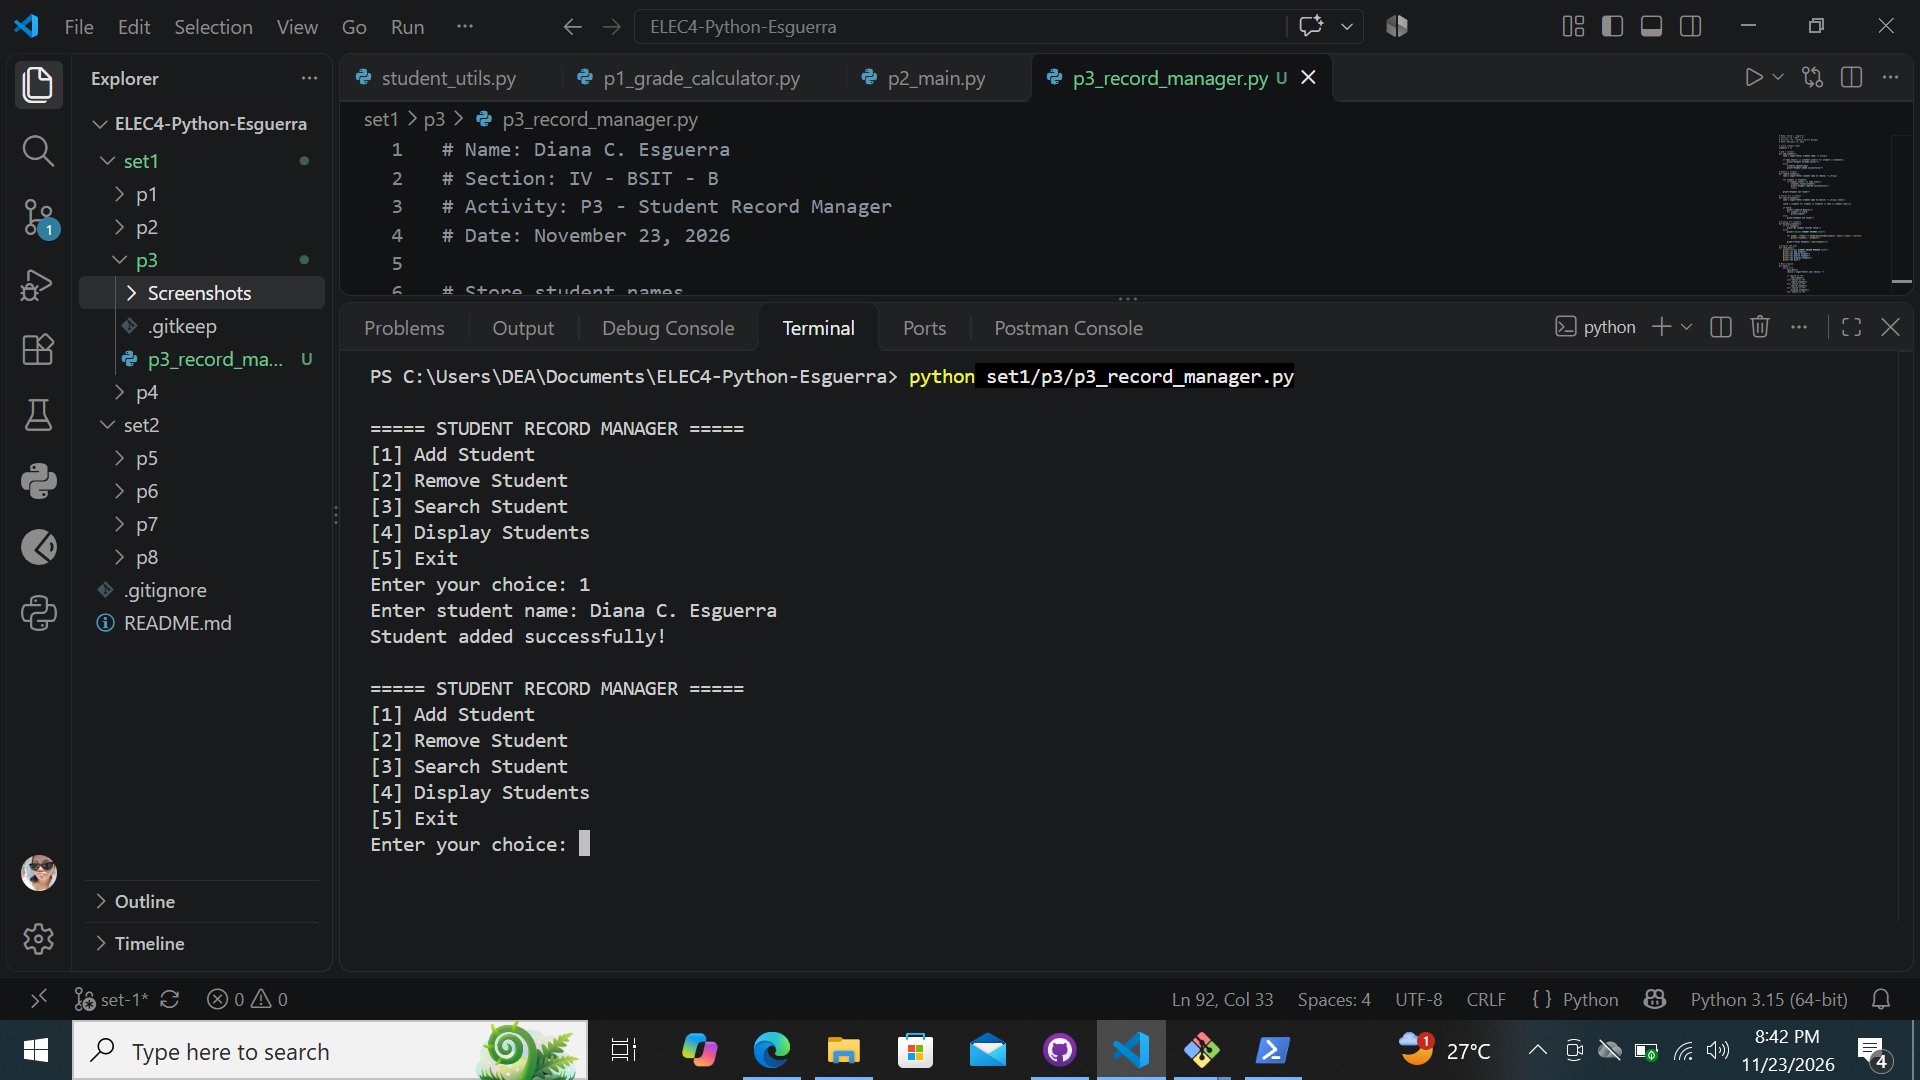 File Edit Selection View Go Run ···
ELEC4-Python-Esguerra
Explorer
student_utils.py
p1_grade_calculator.py
p2_main.py
p3_record_manager.py U
ELEC4-Python-Esguerra
set1
p1
p2
p3
Screenshots
.gitkeep
p3_record_ma... U
p4
set2
p5
p6
p7
p8
.gitignore
README.md
Outline
Timeline
1
set1 > p3 > p3_record_manager.py
1 # Name: Diana C. Esguerra
2 # Section: IV - BSIT - B
3 # Activity: P3 - Student Record Manager
4 # Date: November 23, 2026
5
6 # Store student names
Problems Output Debug Console Terminal Ports Postman Console
python
PS C:\Users\DEA\Documents\ELEC4-Python-Esguerra> python set1/p3/p3_record_manager.py
===== STUDENT RECORD MANAGER =====
[1] Add Student
[2] Remove Student
[3] Search Student
[4] Display Students
[5] Exit
Enter your choice: 1
Enter student name: Diana C. Esguerra
Student added successfully!
===== STUDENT RECORD MANAGER =====
[1] Add Student
[2] Remove Student
[3] Search Student
[4] Display Students
[5] Exit
Enter your choice:
set-1* 0 0
Ln 92, Col 33 Spaces: 4 UTF-8 CRLF {} Python Python 3.15 (64-bit)
Type here to search
1
27°C
8:42 PM
11/23/2026
4